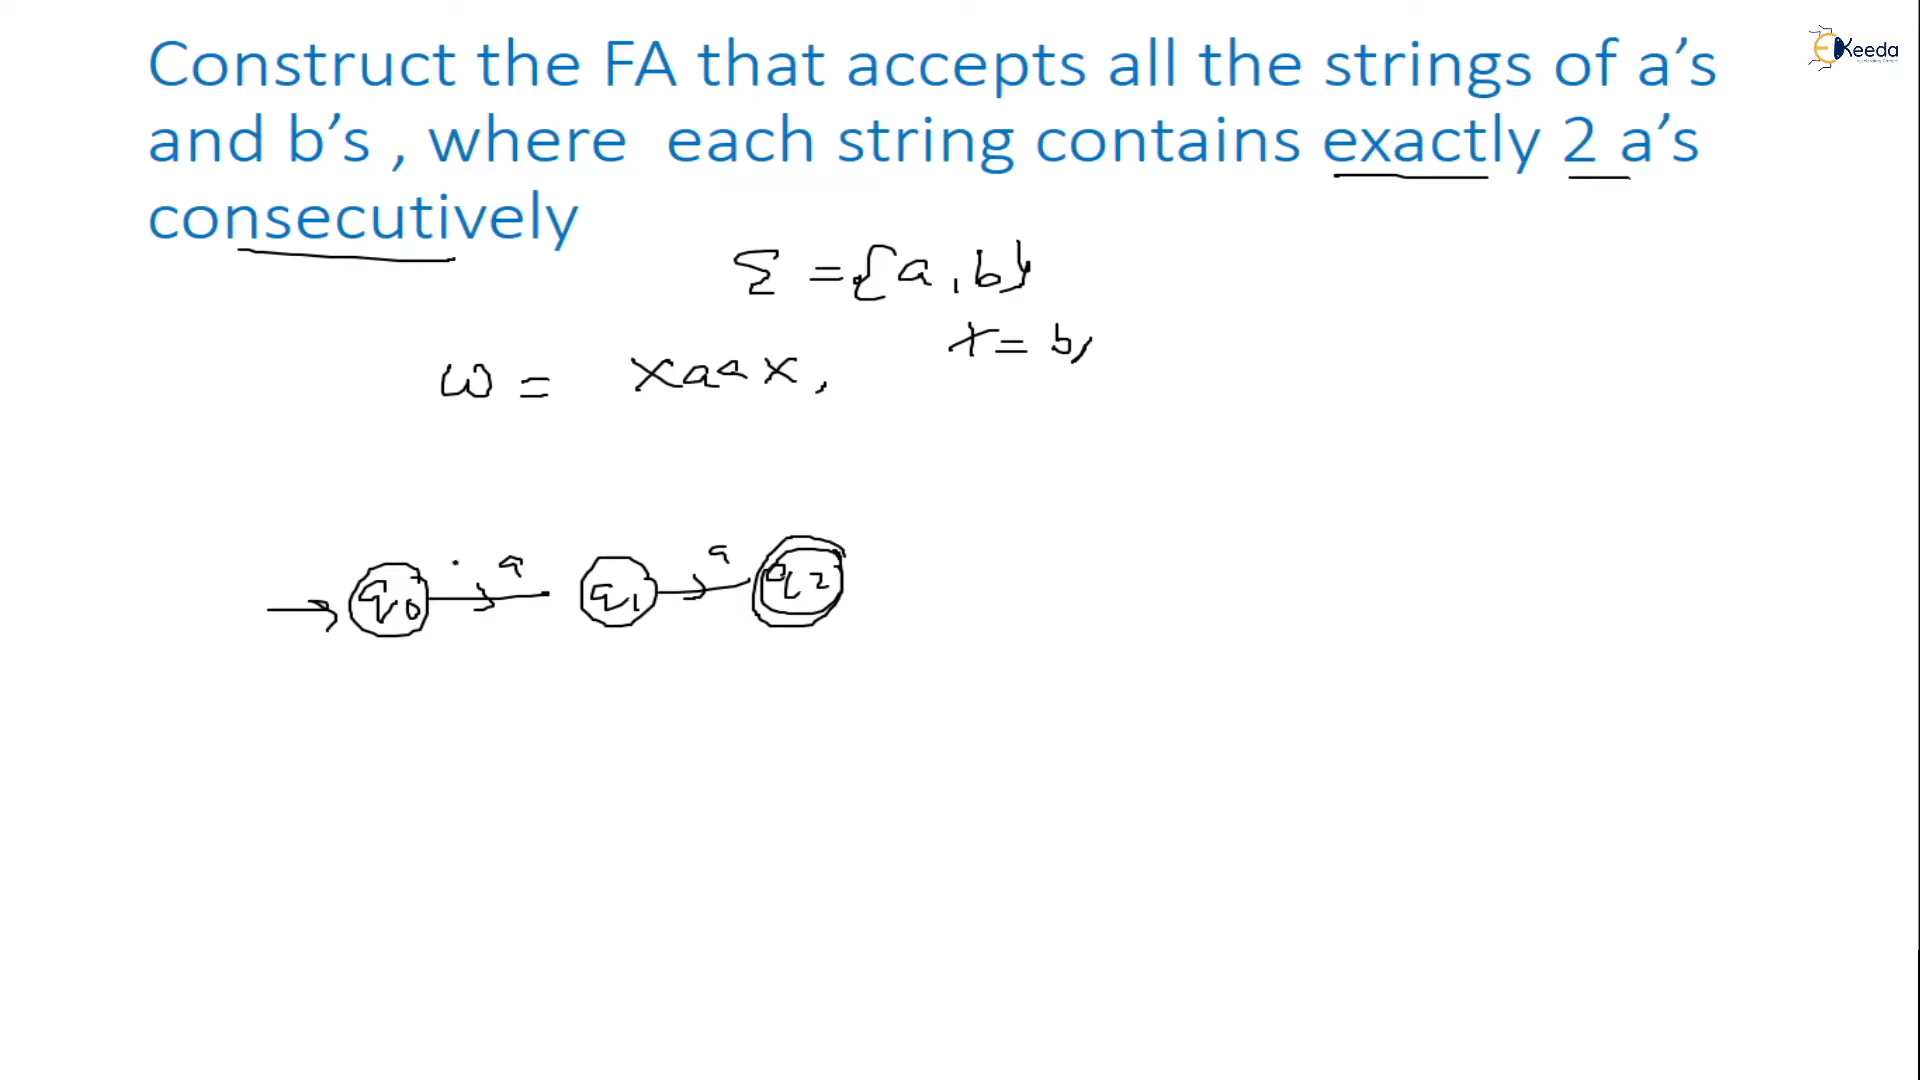 Construct the FA that accepts all the strings of a's
and b's , where each string contains exactly 2 a's
consecutively
Keeda
Σ = {a, b}
x = b,
ω = xaax,
a
a
q0
q1
q2